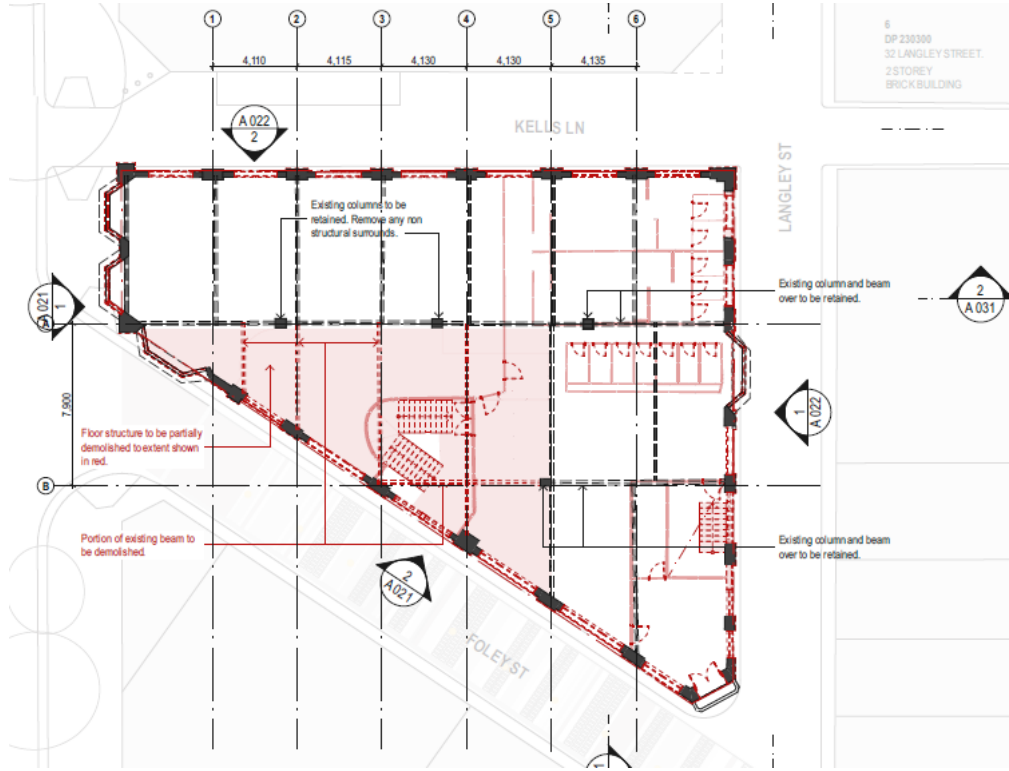 1
2
3
4
5
6
4,110
4,115
4,130
4,130
4,135
6
DP 230300
32 LANGLEY STREET.
2 STOREY
BRICK BUILDING
A 022
2
KELLS LN
LANGLEY ST
Existing columns to be
retained. Remove any non
structural surrounds.
Existing column and beam
over to be retained.
2
A 031
A 021
1
A
7,900
1
A 022
Floor structure to be partially
demolished to extent shown
in red.
B
Portion of existing beam to
be demolished.
Existing column and beam
over to be retained.
2
A 021
FOLEY ST
1